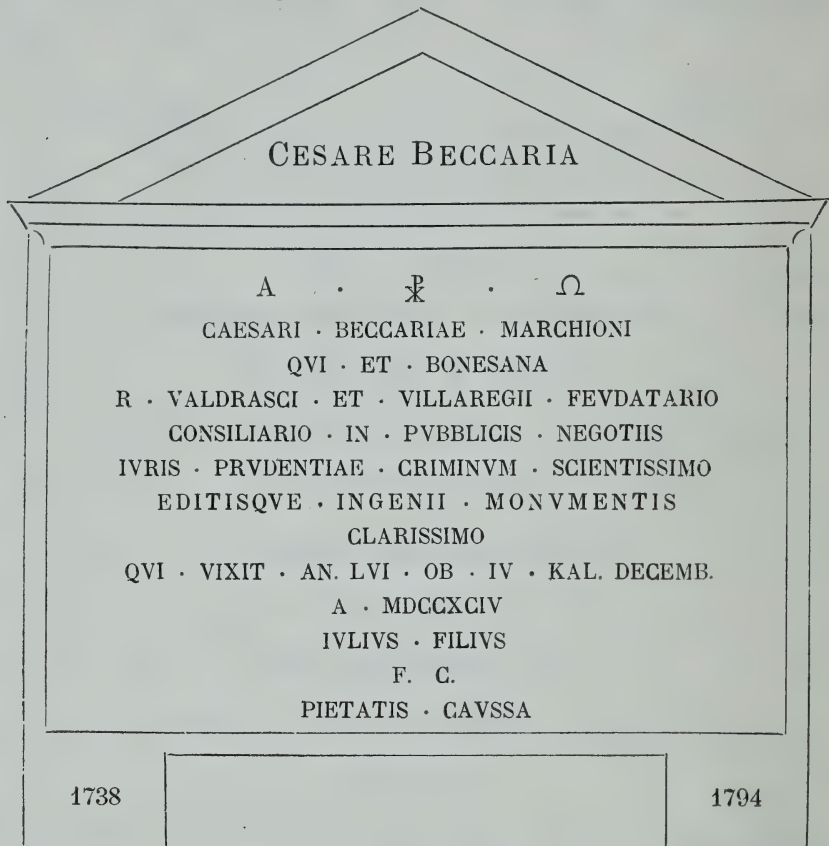 CESARE BECCARIA
A · ☧ · Ω
CAESARI · BECCARIAE · MARCHIONI
QVI · ET · BONESANA
R · VALDRASCI · ET · VILLAREGII · FEVDATARIO
CONSILIARIO · IN · PVBBLICIS · NEGOTIIS
IVRIS · PRVDENTIAE · CRIMINVM · SCIENTISSIMO
EDITISQVE · INGENII · MONVMENTIS
CLARISSIMO
QVI · VIXIT · AN. LVI · OB · IV · KAL. DECEMB.
A · MDCCXCIV
IVLIVS · FILIVS
F. C.
PIETATIS · CAVSSA
1738 1794